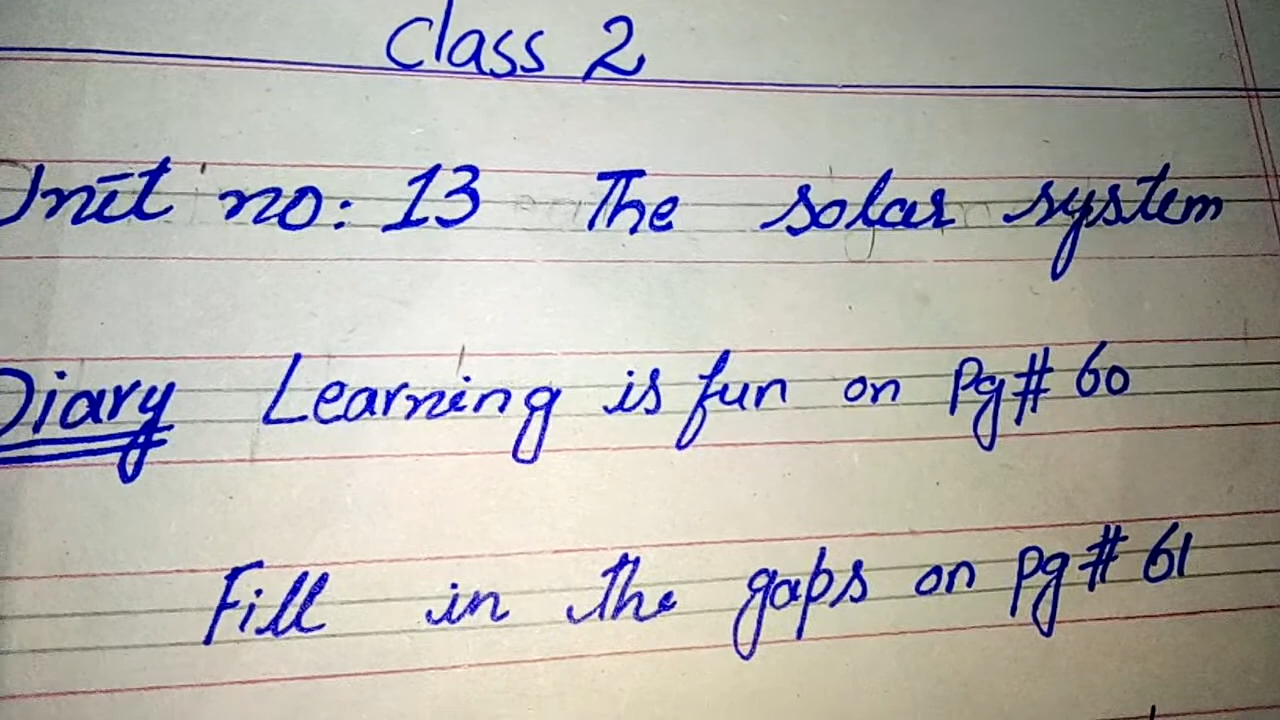 Class 2
Unit no: 13 The solar system
Diary Learning is fun on Pg# 60
Fill in the gaps on Pg# 61